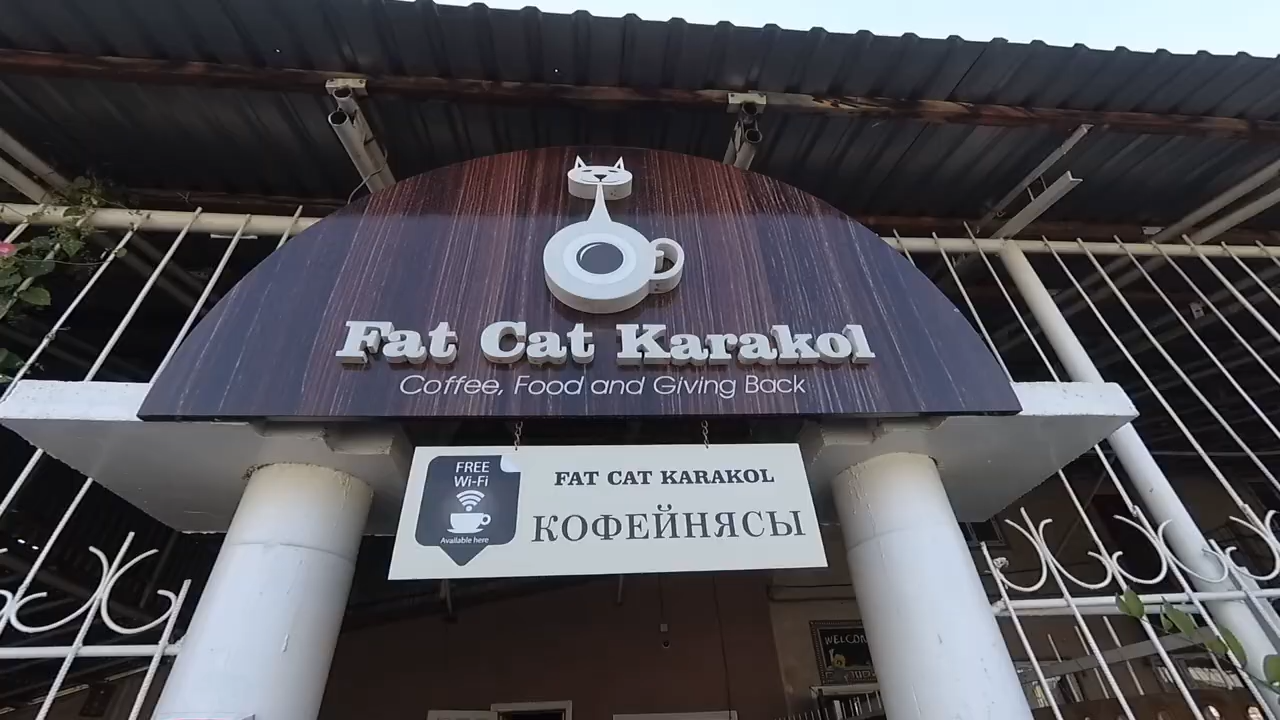 Fat Cat Karakol
Coffee, Food and Giving Back
FREE
Wi-Fi
Available here
FAT CAT KARAKOL
КОФЕЙНЯСЫ